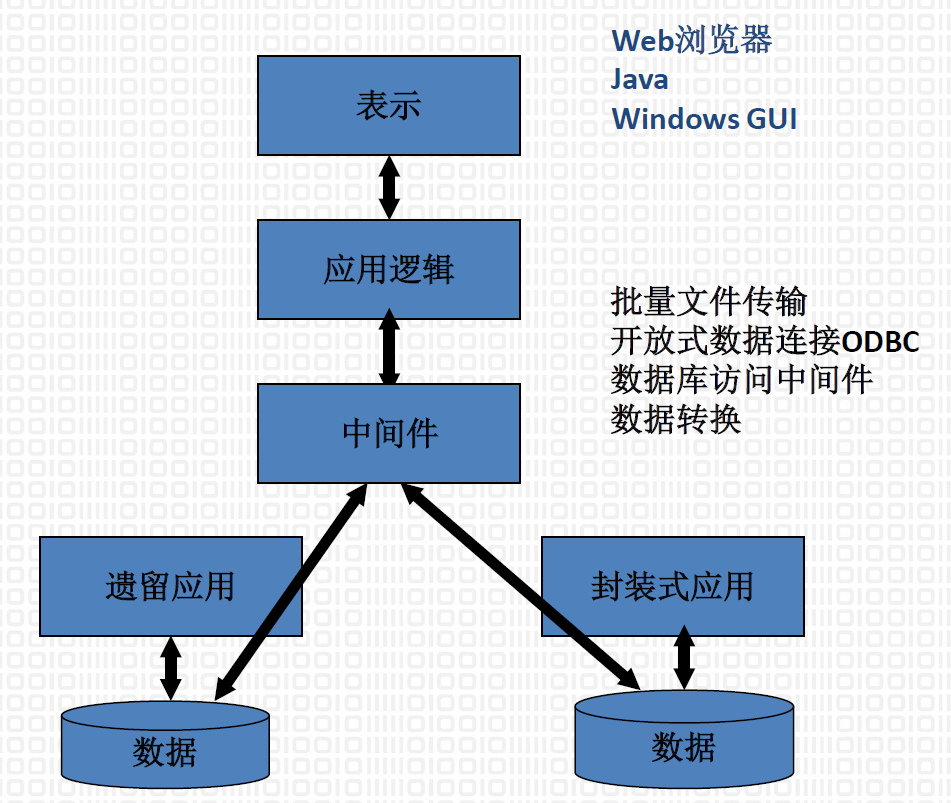 Web浏览器
Java
Windows GUI
表示
应用逻辑
批量文件传输
开放式数据连接ODBC
数据库访问中间件
数据转换
中间件
遗留应用
封装式应用
数据
数据